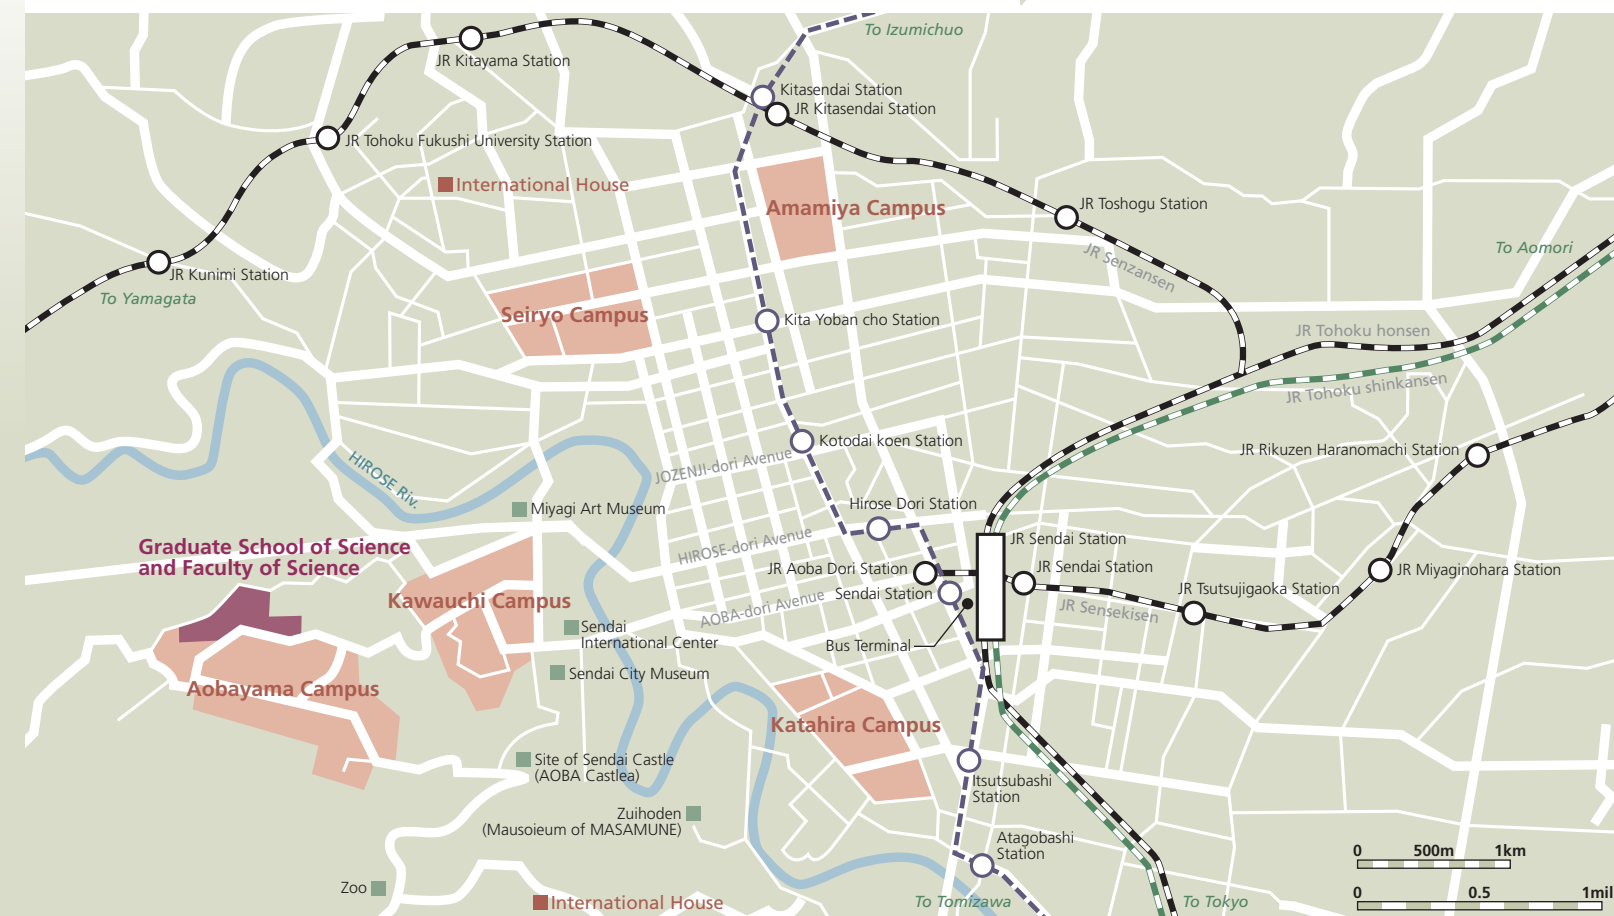 To Izumichuo
JR Kitayama Station
Kitasendai Station
JR Kitasendai Station
JR Tohoku Fukushi University Station
International House
Amamiya Campus
JR Toshogu Station
JR Senzansen
To Aomori
JR Kunimi Station
To Yamagata
Seiryo Campus
Kita Yoban cho Station
JR Tohoku honsen
JR Tohoku shinkansen
Kotodai koen Station
JR Rikuzen Haranomachi Station
JOZENJI-dori Avenue
HIROSE Riv.
Miyagi Art Museum
Hirose Dori Station
HIROSE-dori Avenue
JR Sendai Station
Graduate School of Science
and Faculty of Science
JR Aoba Dori Station
JR Sendai Station
JR Miyaginohara Station
JR Tsutsujigaoka Station
Kawauchi Campus
AOBA-dori Avenue
Sendai Station
JR Sensekisen
Sendai
International Center
Bus Terminal
Sendai City Museum
Aobayama Campus
Katahira Campus
Site of Sendai Castle
(AOBA Castlea)
Itsutsubashi
Station
Zuihoden
(Mausoieum of MASAMUNE)
Atagobashi
Station
0 500m 1km
Zoo
International House
To Tomizawa
To Tokyo
0 0.5 1mil